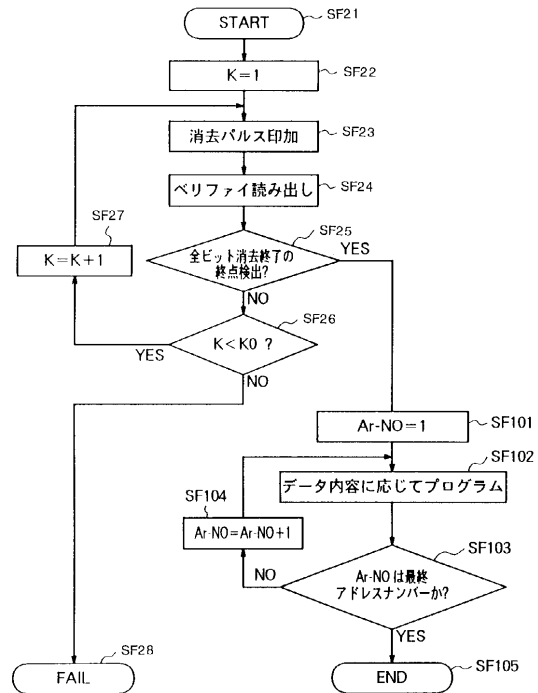 START
SF21
K=1
SF22
消去パルス印加
SF23
ベリファイ読み出し
SF24
SF25
全ビット消去終了の
終点検出?
YES
NO
SF27
K=K+1
SF26
K<K0 ?
YES
NO
Ar-NO=1
SF101
SF102
データ内容に応じてプログラム
SF104
Ar-NO=Ar-NO+1
SF103
Ar-NOは最終
アドレスナンバーか?
NO
YES
FAIL
SF28
END
SF105